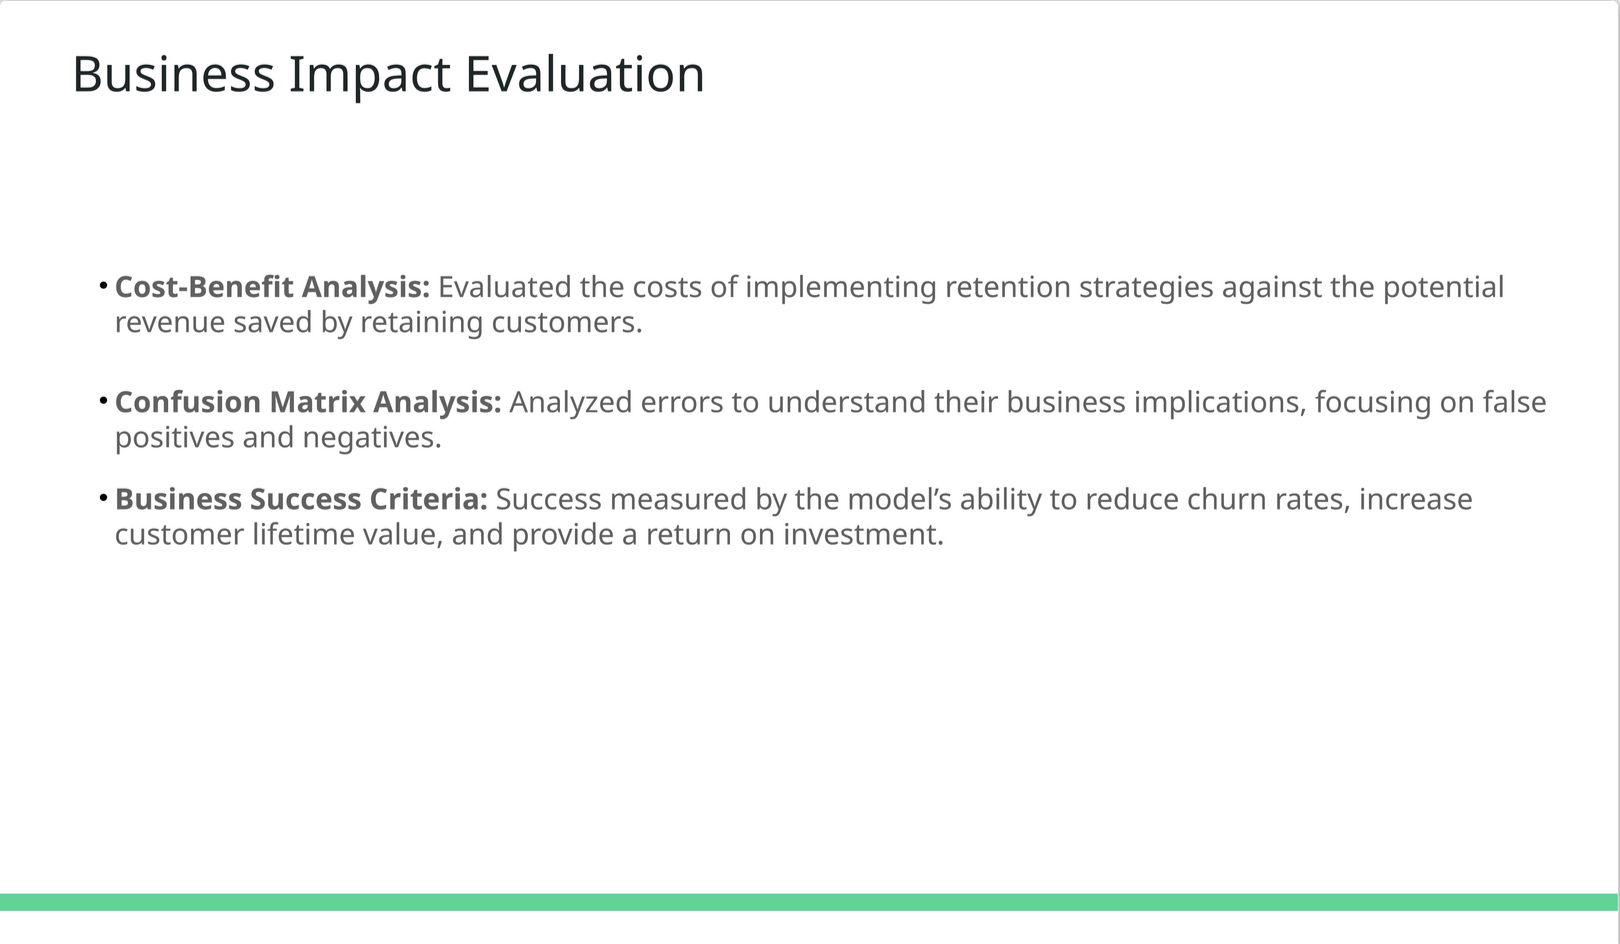 Business Impact Evaluation
• Cost-Benefit Analysis: Evaluated the costs of implementing retention strategies against the potential
revenue saved by retaining customers.
• Confusion Matrix Analysis: Analyzed errors to understand their business implications, focusing on false
positives and negatives.
• Business Success Criteria: Success measured by the model’s ability to reduce churn rates, increase
customer lifetime value, and provide a return on investment.